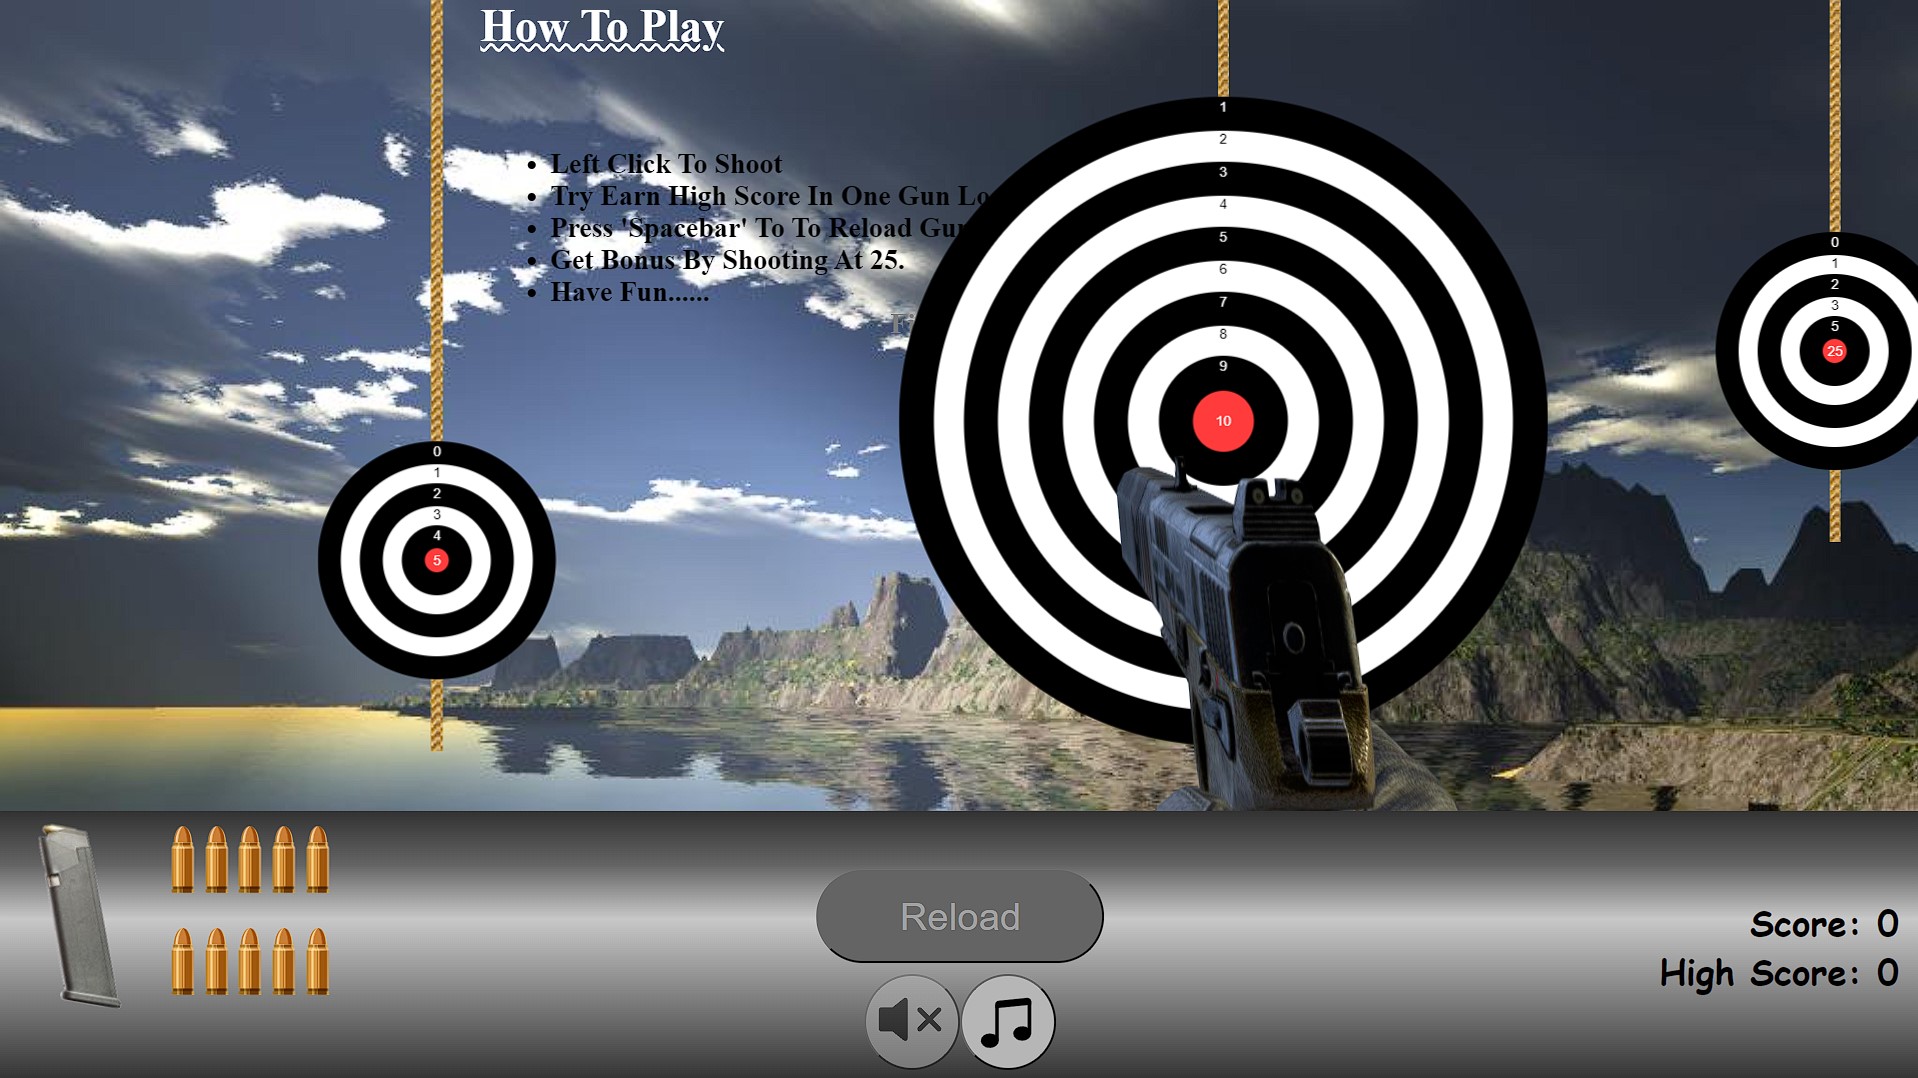 How To Play
• Left Click To Shoot
• Try Earn High Score In One Gun
• Press 'Spacebar' To To Reload
• Get Bonus By Shooting At 25.
• Have Fun......
1
2
3
4
5
6
7
8
9
10
0
1
2
3
5
25
0
1
2
3
4
5
Reload
Score: 0
High Score: 0